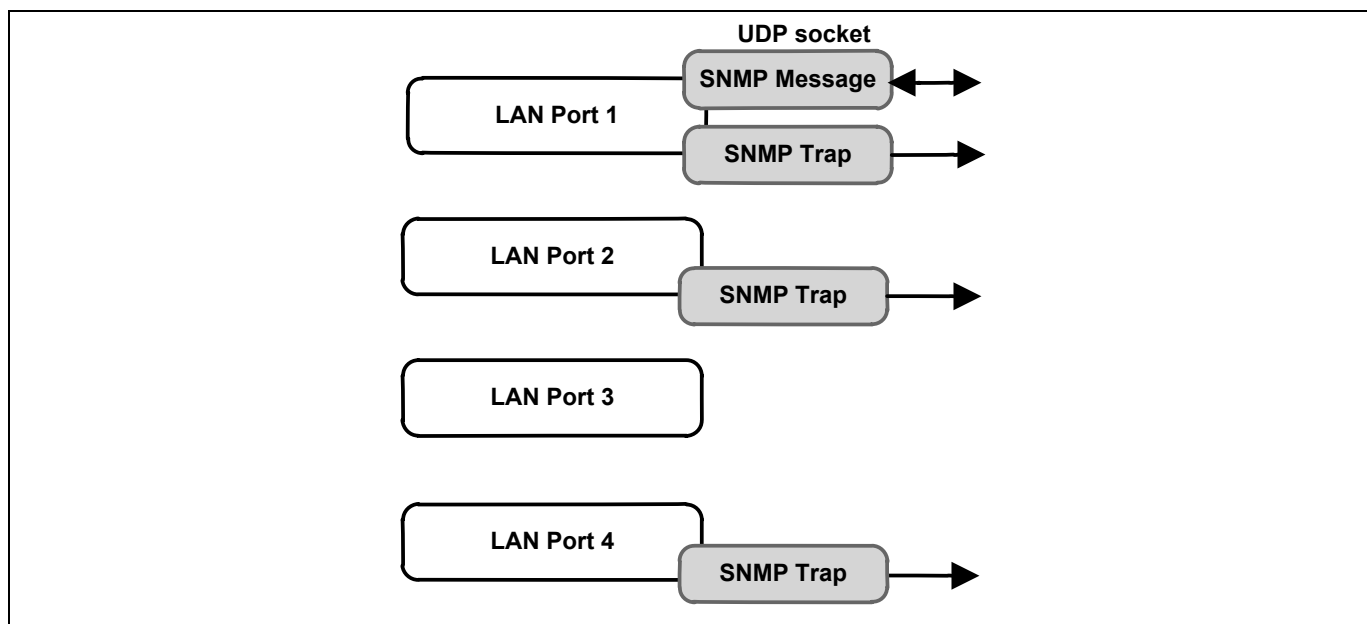 UDP socket
SNMP Message
LAN Port 1
SNMP Trap
LAN Port 2
SNMP Trap
LAN Port 3
LAN Port 4
SNMP Trap